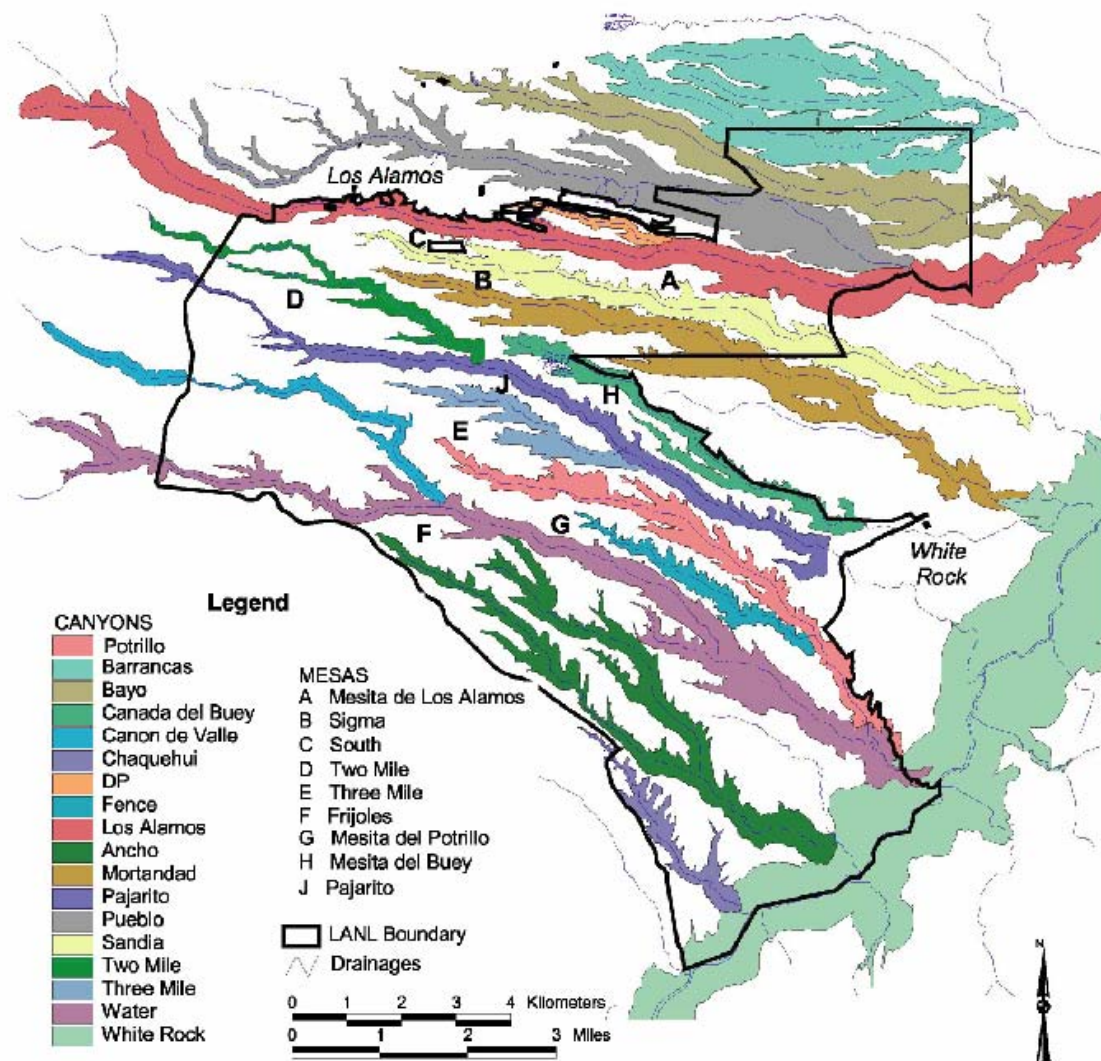 Los Alamos
C
B
A
D
J
H
E
F
G
White
Rock
Legend
CANYONS
Potrillo
Barrancas
Bayo
Canada del Buey
Canon de Valle
Chaquehui
DP
Fence
Los Alamos
Ancho
Mortandad
Pajarito
Pueblo
Sandia
Two Mile
Three Mile
Water
White Rock
MESAS
A Mesita de Los Alamos
B Sigma
C South
D Two Mile
E Three Mile
F Frijoles
G Mesita del Potrillo
H Mesita del Buey
J Pajarito
LANL Boundary
Drainages
0 1 2 3 4 Kilometers
0 1 2 3 Miles
N